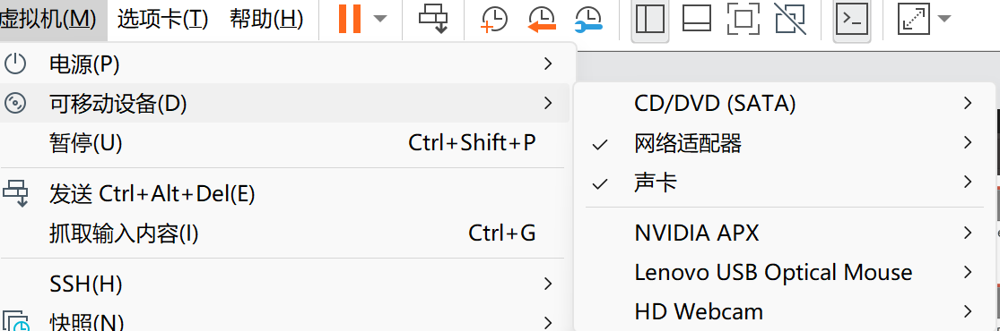 虚拟机(M) 选项卡(T) 帮助(H)
电源(P)
可移动设备(D)
暂停(U) Ctrl+Shift+P
发送 Ctrl+Alt+Del(E)
抓取输入内容(I) Ctrl+G
SSH(H)
快照(N)
CD/DVD (SATA)
网络适配器
声卡
NVIDIA APX
Lenovo USB Optical Mouse
HD Webcam